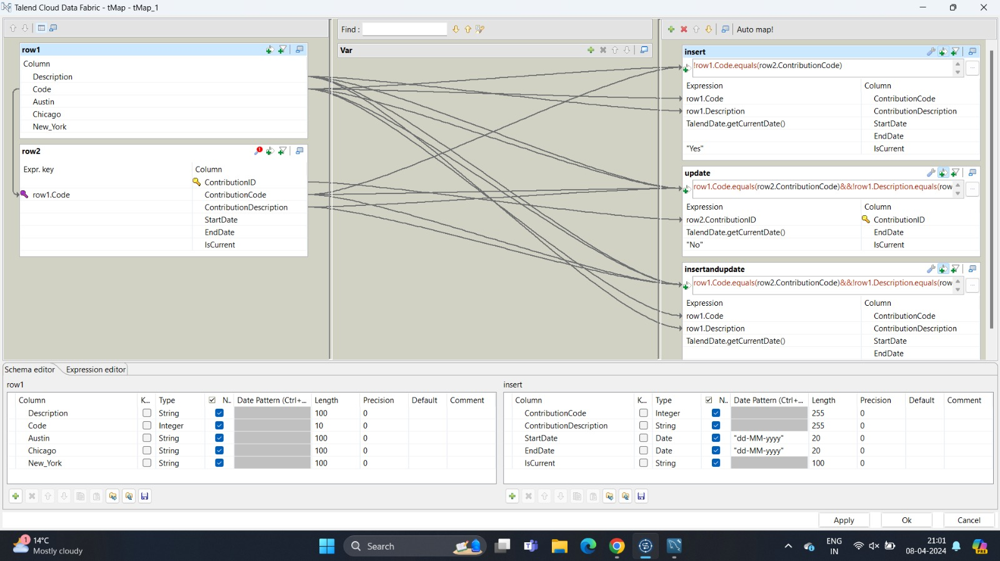 Talend Cloud Data Fabric - tMap - tMap_1
Find :
Auto map!
row1
Column
Description
Code
Austin
Chicago
New_York
row2
Expr. key
Column
ContributionID
row1.Code
ContributionCode
ContributionDescription
StartDate
EndDate
IsCurrent
Var
insert
!row1.Code.equals(row2.ContributionCode)
...
Expression
Column
row1.Code
ContributionCode
row1.Description
ContributionDescription
TalendDate.getCurrentDate()
StartDate
EndDate
"Yes"
IsCurrent
update
row1.Code.equals(row2.ContributionCode)&&!row1.Description.equals(row
...
Expression
Column
row2.ContributionID
ContributionID
TalendDate.getCurrentDate()
EndDate
"No"
IsCurrent
insertandupdate
row1.Code.equals(row2.ContributionCode)&&!row1.Description.equals(row
...
Expression
Column
row1.Code
ContributionCode
row1.Description
ContributionDescription
TalendDate.getCurrentDate()
StartDate
EndDate
Schema editor
Expression editor
row1
Column K... Type N.. Date Pattern (Ctrl+... Length Precision Default Comment
Description String 100 0
Code Integer 10 0
Austin String 100 0
Chicago String 100 0
New_York String 100 0
insert
Column K... Type N.. Date Pattern (Ctrl+... Length Precision Default Comment
ContributionCode Integer 255 0
ContributionDescription String 255 0
StartDate Date "dd-MM-yyyy" 20 0
EndDate Date "dd-MM-yyyy" 20 0
IsCurrent String 100 0
Apply
Ok
Cancel
1
14°C
Mostly cloudy
Search
ENG
IN
21:01
08-04-2024
PRE